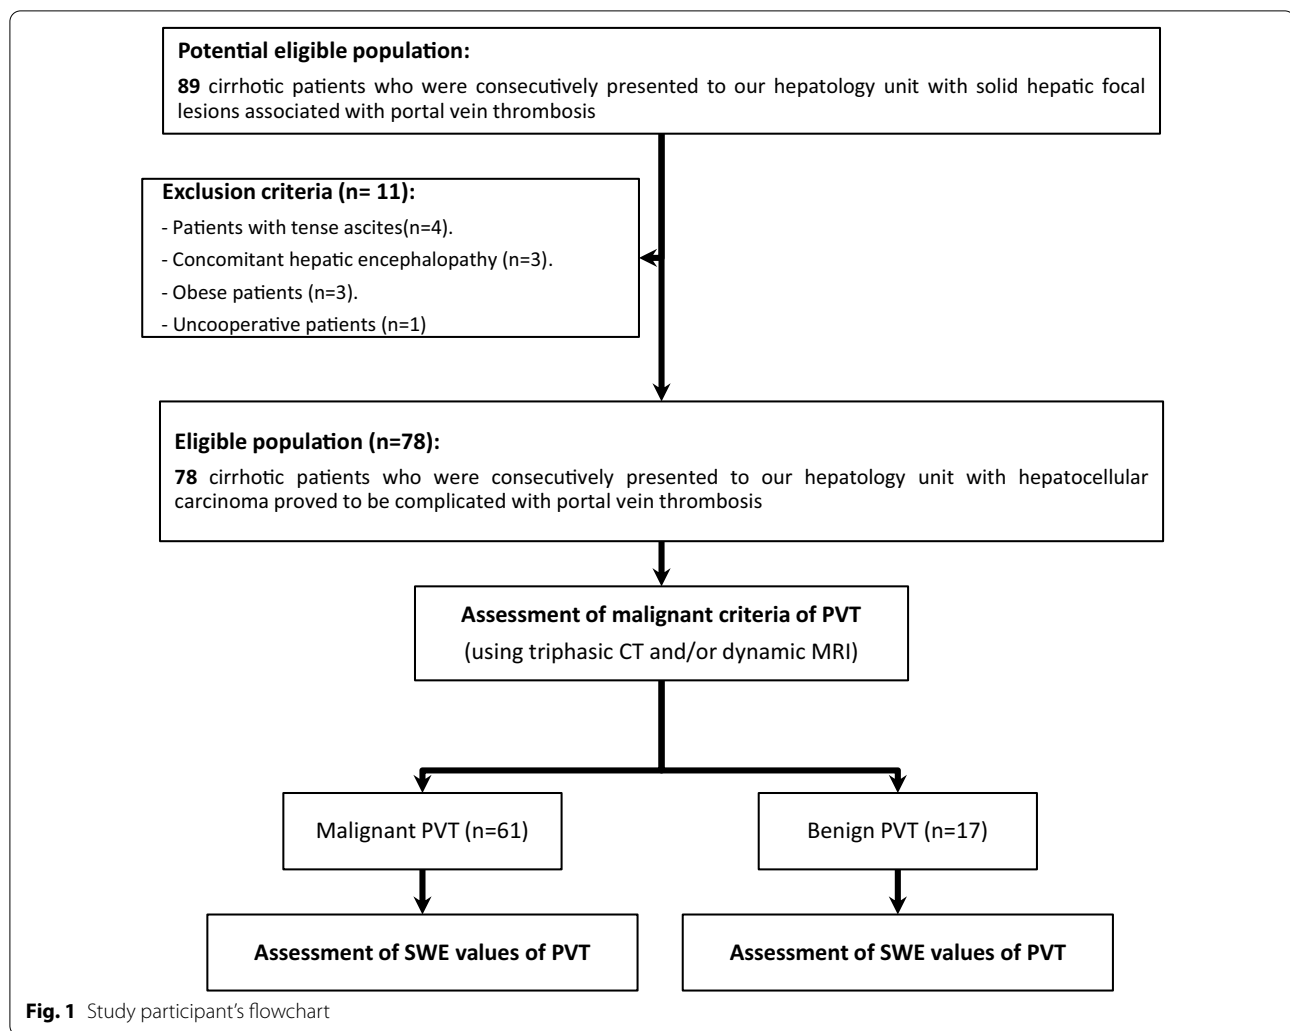 Potential eligible population:
89 cirrhotic patients who were consecutively presented to our hepatology unit with solid hepatic focal
lesions associated with portal vein thrombosis
Exclusion criteria (n= 11):
- Patients with tense ascites(n=4).
- Concomitant hepatic encephalopathy (n=3).
- Obese patients (n=3).
- Uncooperative patients (n=1)
Eligible population (n=78):
78 cirrhotic patients who were consecutively presented to our hepatology unit with hepatocellular
carcinoma proved to be complicated with portal vein thrombosis
Assessment of malignant criteria of PVT
(using triphasic CT and/or dynamic MRI)
Malignant PVT (n=61)
Benign PVT (n=17)
Assessment of SWE values of PVT
Assessment of SWE values of PVT
Fig. 1 Study participant's flowchart